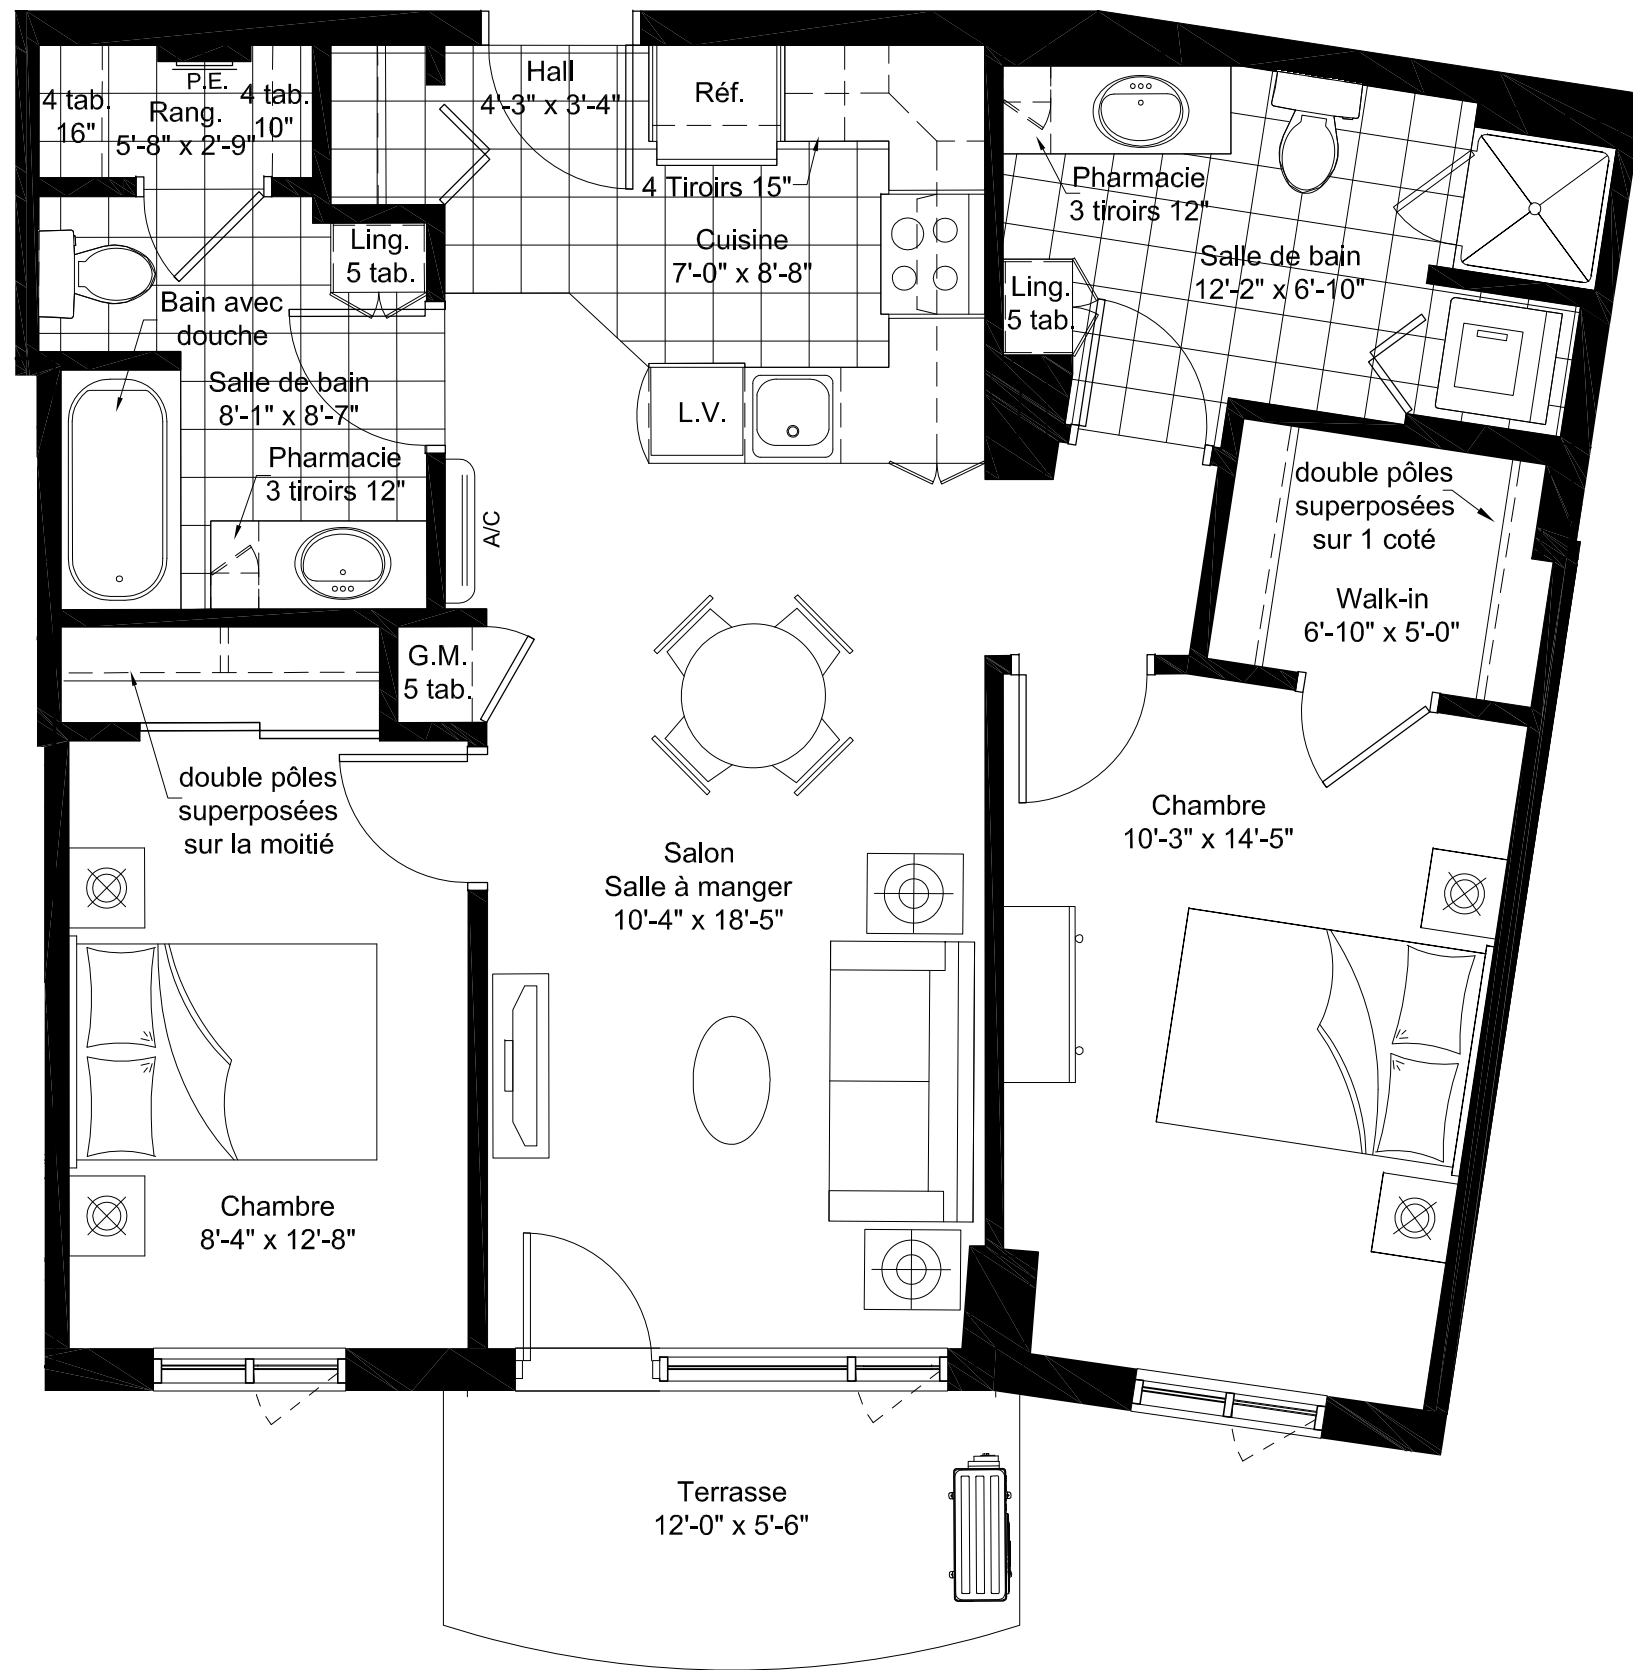 P.E.
4 tab.
16"
Rang.
5'-8" x 2'-9"
4 tab.
10"
Hall
4'-3" x 3'-4"
Réf.
4 Tiroirs 15"
Pharmacie
3 tiroirs 12"
Ling.
5 tab.
Cuisine
7'-0" x 8'-8"
Salle de bain
12'-2" x 6'-10"
Ling.
5 tab.
Bain avec
douche
Salle de bain
8'-1" x 8'-7"
L.V.
Pharmacie
3 tiroirs 12"
A/C
double pôles
superposées
sur 1 coté
Walk-in
6'-10" x 5'-0"
G.M.
5 tab.
double pôles
superposées
sur la moitié
Chambre
10'-3" x 14'-5"
Salon
Salle à manger
10'-4" x 18'-5"
Chambre
8'-4" x 12'-8"
Terrasse
12'-0" x 5'-6"